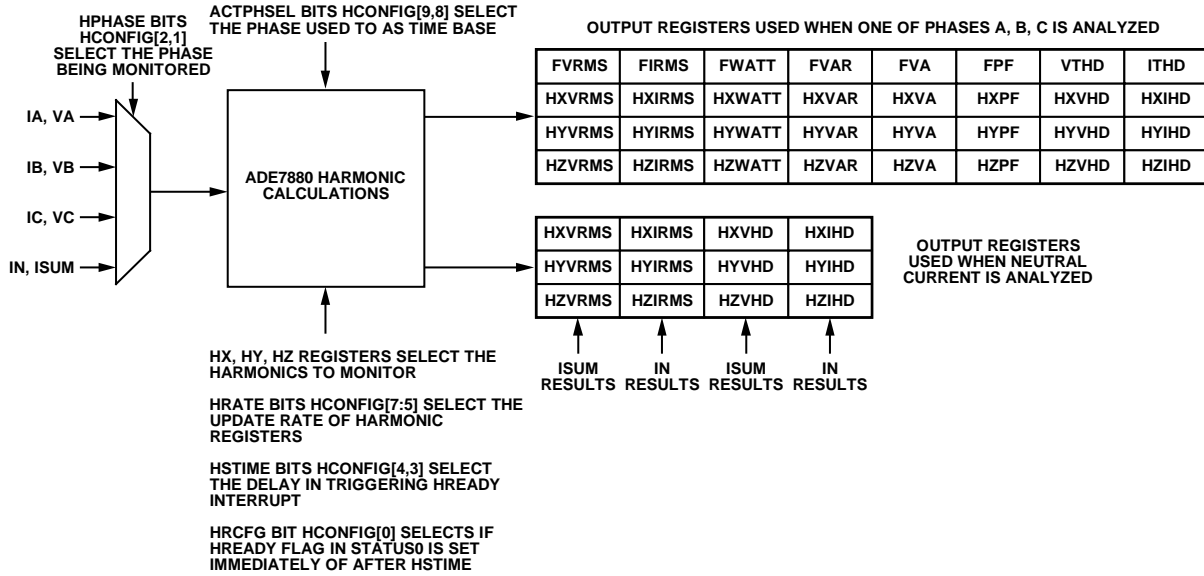 HPHASE BITS
HCONFIG[2,1]
SELECT THE PHASE
BEING MONITORED
ACTPHSEL BITS HCONFIG[9,8] SELECT
THE PHASE USED TO AS TIME BASE
IA, VA
IB, VB
IC, VC
IN, ISUM
ADE7880 HARMONIC
CALCULATIONS
OUTPUT REGISTERS USED WHEN ONE OF PHASES A, B, C IS ANALYZED
FVRMS FIRMS FWATT FVAR FVA FPF VTHD ITHD
HXVRMS HXIRMS HXWATT HXVAR HXVA HXPF HXVHD HXIHD
HYVRMS HYIRMS HYWATT HYVAR HYVA HYPF HYVHD HYIHD
HZVRMS HZIRMS HZWATT HZVAR HZVA HZPF HZVHD HZIHD
HXVRMS HXIRMS HXVHD HXIHD
HYVRMS HYIRMS HYVHD HYIHD
HZVRMS HZIRMS HZVHD HZIHD
OUTPUT REGISTERS
USED WHEN NEUTRAL
CURRENT IS ANALYZED
ISUM
RESULTS
IN
RESULTS
ISUM
RESULTS
IN
RESULTS
HX, HY, HZ REGISTERS SELECT THE
HARMONICS TO MONITOR
HRATE BITS HCONFIG[7:5] SELECT THE
UPDATE RATE OF HARMONIC
REGISTERS
HSTIME BITS HCONFIG[4,3] SELECT
THE DELAY IN TRIGGERING HREADY
INTERRUPT
HRCFG BIT HCONFIG[0] SELECTS IF
HREADY FLAG IN STATUS0 IS SET
IMMEDIATELY OF AFTER HSTIME